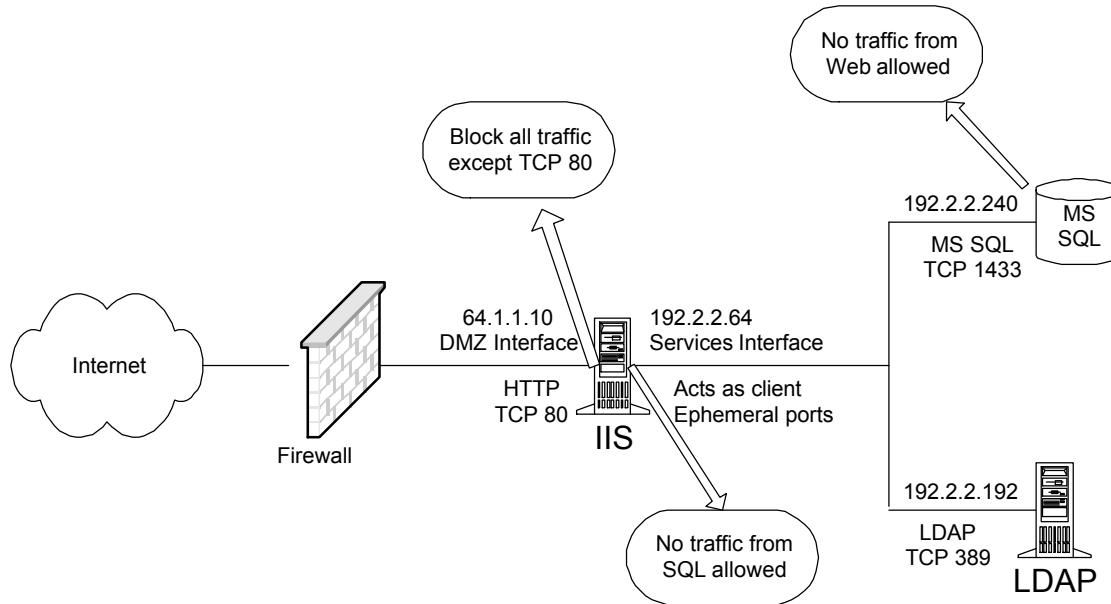 No traffic from
Web allowed
Block all traffic
except TCP 80
192.2.2.240
MS
SQL
MS SQL
TCP 1433
64.1.1.10
DMZ Interface
192.2.2.64
Services Interface
Internet
HTTP
TCP 80
Acts as client
Ephemeral ports
IIS
Firewall
192.2.2.192
LDAP
TCP 389
No traffic from
SQL allowed
LDAP